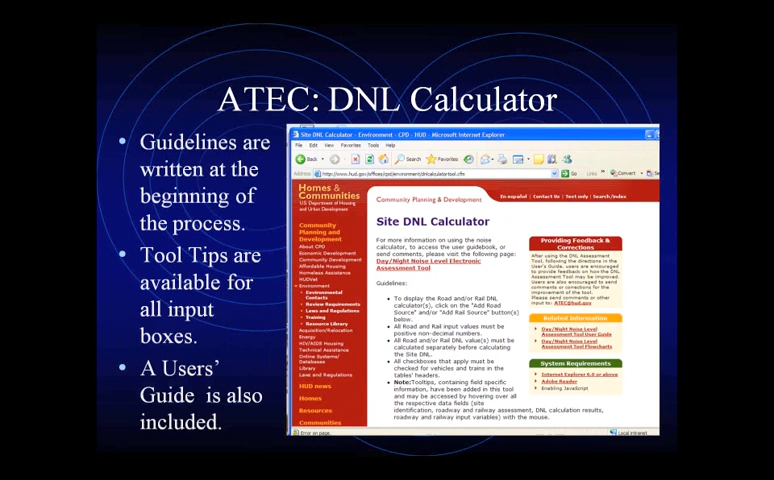 ATEC: DNL Calculator
• Guidelines are
written at the
beginning of
the process.
• Tool Tips are
available for
all input
boxes.
• A Users'
Guide is also
included.
Site DNL Calculator - Environment - CPD - HUD - Microsoft Internet Explorer
File Edit View Favorites Tools Help
Back Search Favorites
Address http://www.hud.gov/offices/cpd/environment/dnlcalculatortool.cfm Go Links Convert
Homes &
Communities
U.S. Department of Housing
and Urban Development
Community Planning & Development
En español | Contact Us | Text only | Search/index
Community
Planning and
Development
About CPD
Economic Development
Community Development
Affordable Housing
Homeless Assistance
HUDVet
Environment
Environmental
Contacts
Review Requirements
Laws and Regulations
Training
Resource Library
Acquisition/Relocation
Energy
HIV/AIDS Housing
Technical Assistance
Online Systems/
Databases
Library
Laws and Regulations
HUD news
Homes
Resources
Communities
Site DNL Calculator
For more information on using the noise
calculator, to access the user guidebook, or
send comments, please visit the following page:
Day/Night Noise Level Electronic
Assessment Tool
Guidelines:
• To display the Road and/or Rail DNL
calculator(s), click on the "Add Road
Source" and/or "Add Rail Source" button(s)
below.
• All Road and Rail input values must be
positive non-decimal numbers.
• All Road and/or Rail DNL value(s) must be
calculated separately before calculating
the Site DNL.
• All checkboxes that apply must be
checked for vehicles and trains in the
tables' headers.
• Note:Tooltips, containing field specific
information, have been added in this tool
and may be accessed by hovering over all
the respective data fields (site
identification, roadway and railway assessment, DNL calculation results,
roadway and railway input variables) with the mouse.
Providing Feedback &
Corrections
After using the DNL Assessment
Tool, following the directions in the
User's Guide, users are encouraged
to provide feedback on how the DNL
Assessment Tool may be improved.
Users are also encouraged to send
comments or corrections for the
improvement of the tool.
Please send comments or other
input to: ATEC@hud.gov
Related Information
Day/Night Noise Level
Assessment Tool User Guide
Day/Night Noise Level
Assessment Tool Flowcharts
System Requirements
Internet Explorer 6.0 or above
Adobe Reader
Enabling JavaScript
Error on page.
Local intranet